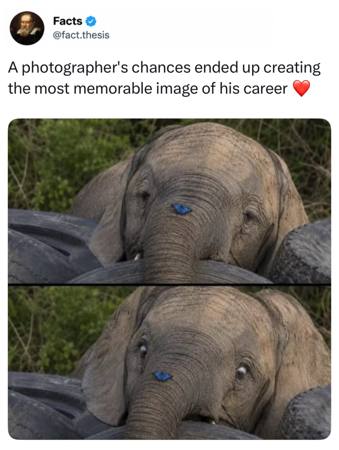 Facts
@fact.thesis
A photographer's chances ended up creating
the most memorable image of his career ❤️